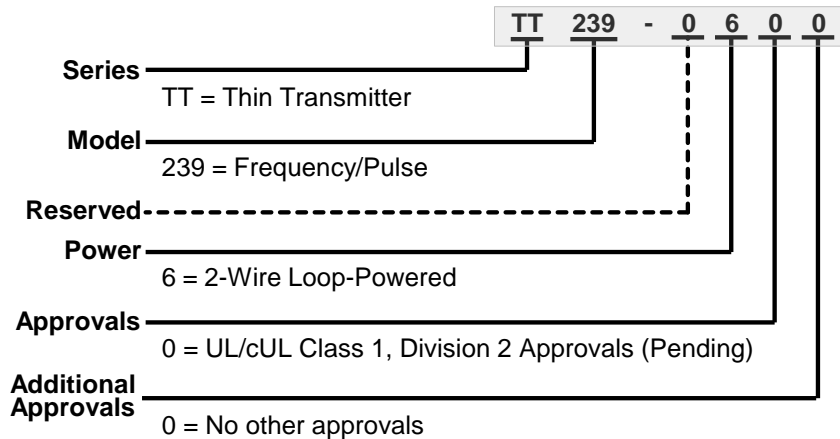 TT 239 - 0 6 0 0
Series
TT = Thin Transmitter
Model
239 = Frequency/Pulse
Reserved
Power
6 = 2-Wire Loop-Powered
Approvals
0 = UL/cUL Class 1, Division 2 Approvals (Pending)
Additional
Approvals
0 = No other approvals